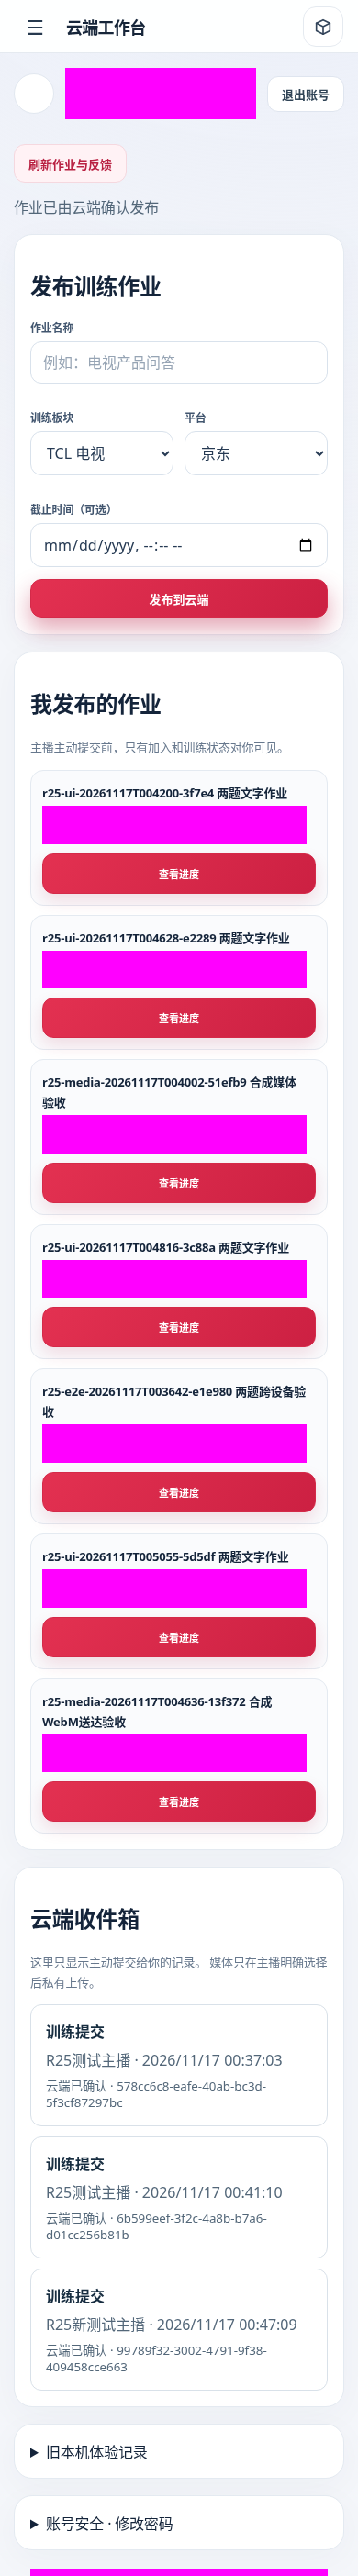 ☰ 云端工作台
退出账号
刷新作业与反馈
作业已由云端确认发布
发布训练作业
作业名称
例如：电视产品问答
训练板块 平台
TCL 电视 京东
截止时间（可选）
mm/dd/yyyy, --:-- --
发布到云端
我发布的作业
主播主动提交前，只有加入和训练状态对你可见。
r25-ui-20261117T004200-3f7e4 两题文字作业
查看进度
r25-ui-20261117T004628-e2289 两题文字作业
查看进度
r25-media-20261117T004002-51efb9 合成媒体
验收
查看进度
r25-ui-20261117T004816-3c88a 两题文字作业
查看进度
r25-e2e-20261117T003642-e1e980 两题跨设备验
收
查看进度
r25-ui-20261117T005055-5d5df 两题文字作业
查看进度
r25-media-20261117T004636-13f372 合成
WebM送达验收
查看进度
云端收件箱
这里只显示主动提交给你的记录。 媒体只在主播明确选择
后私有上传。
训练提交
R25测试主播 · 2026/11/17 00:37:03
云端已确认 · 578cc6c8-eafe-40ab-bc3d-
5f3cf87297bc
训练提交
R25测试主播 · 2026/11/17 00:41:10
云端已确认 · 6b599eef-3f2c-4a8b-b7a6-
d01cc256b81b
训练提交
R25新测试主播 · 2026/11/17 00:47:09
云端已确认 · 99789f32-3002-4791-9f38-
409458cce663
旧本机体验记录
账号安全 · 修改密码